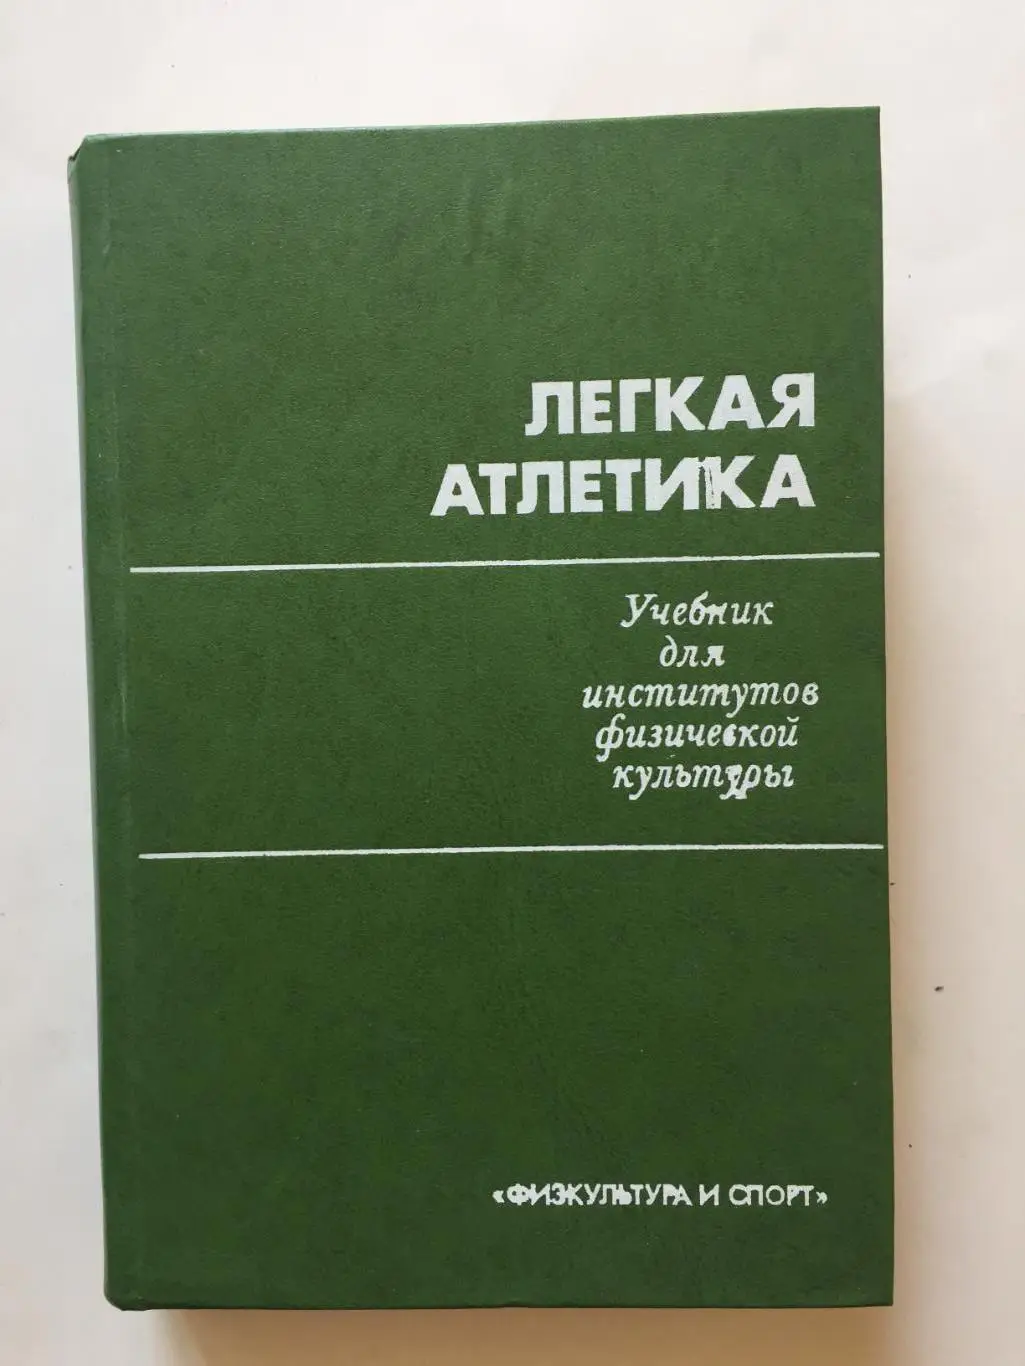 ЛЕГКАЯ
АТЛЕТИКА
Учебник
для
институтов
физической
культуры
«ФИЗКУЛЬТУРА И СПОРТ»